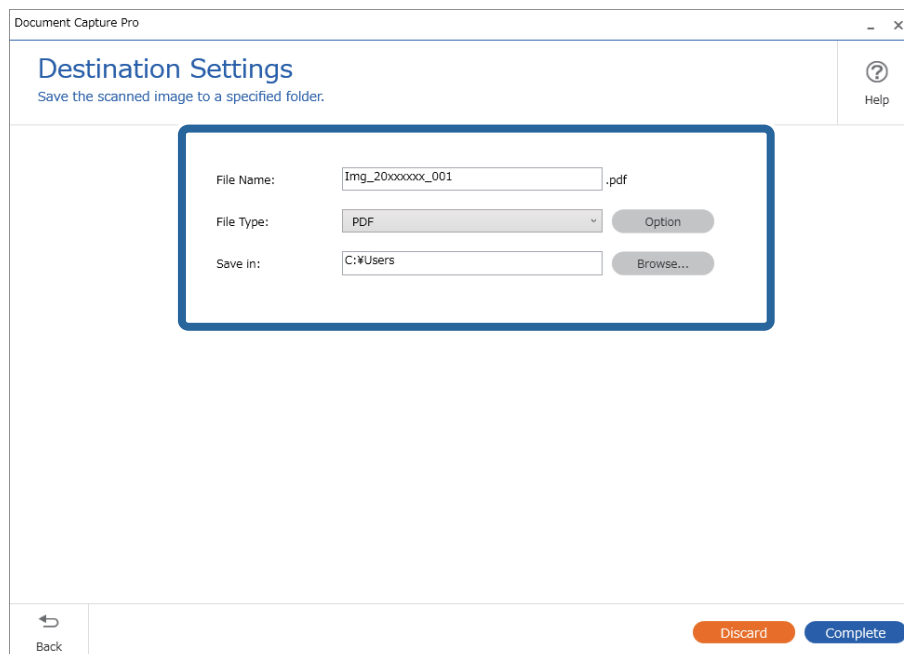 Document Capture Pro
Destination Settings
Save the scanned image to a specified folder.
Help
File Name: Img_20xxxxxx_001 .pdf
File Type: PDF Option
Save in: C:¥Users Browse...
Back
Discard Complete